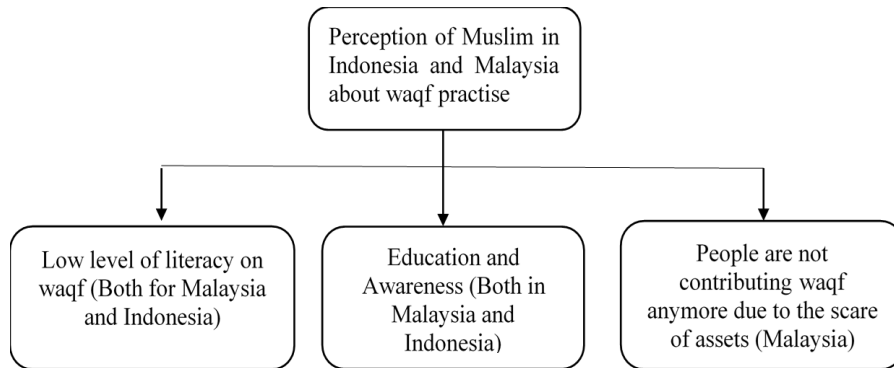 Perception of Muslim in
Indonesia and Malaysia
about waqf practise
Low level of literacy on
waqf (Both for Malaysia
and Indonesia)
Education and
Awareness (Both in
Malaysia and
Indonesia)
People are not
contributing waqf
anymore due to the scare
of assets (Malaysia)